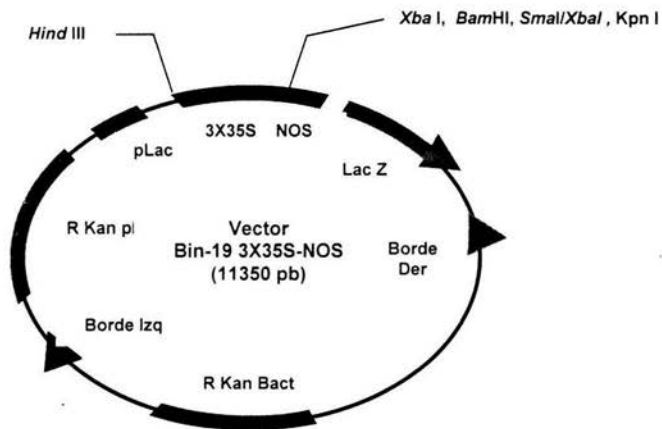 Hind III
Xba I, BamHI, SmaI/XbaI , Kpn I
3X35S NOS
pLac
Lac Z
R Kan pl
Vector
Bin-19 3X35S-NOS
(11350 pb)
Borde
Der
Borde Izq
R Kan Bact